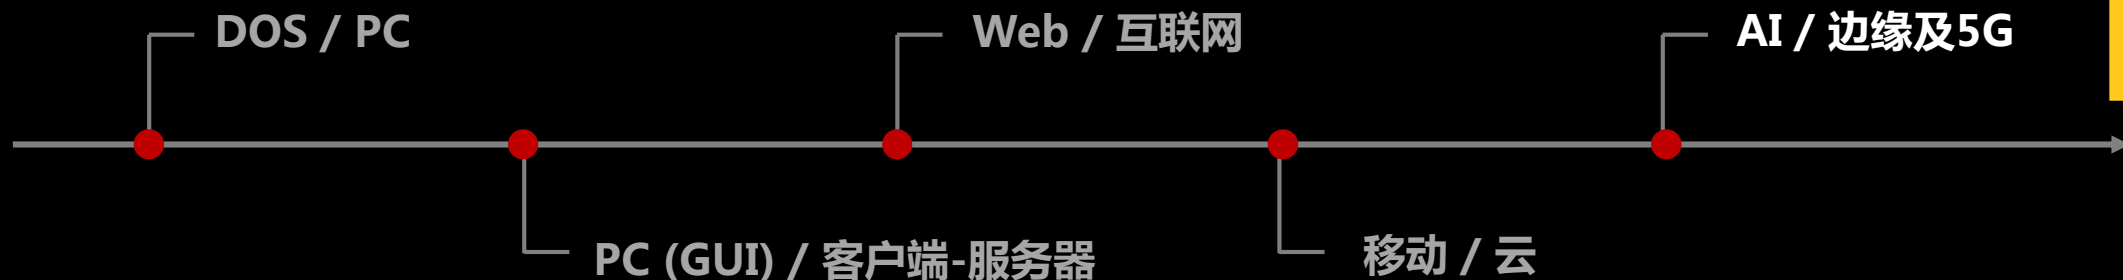 DOS / PC
Web / 互联网
AI / 边缘及5G
PC (GUI) / 客户端-服务器
移动 / 云